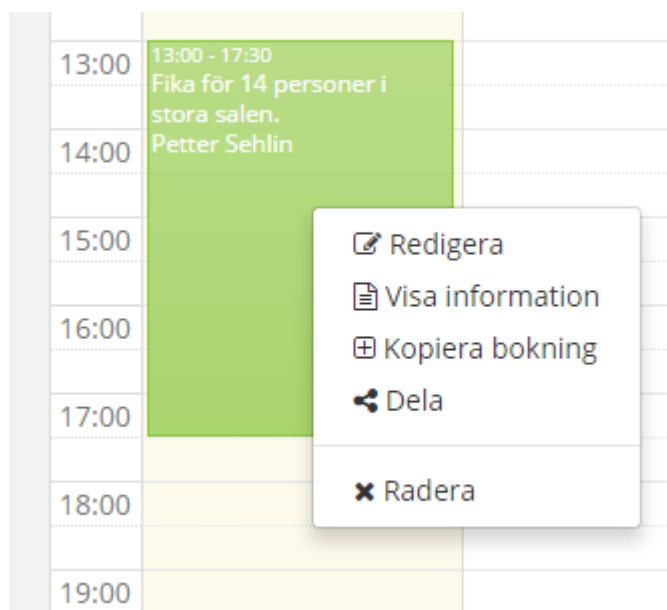 13:00
13:00 - 17:30
Fika för 14 personer i
stora salen.
Petter Sehlin
14:00
15:00
16:00
17:00
18:00
19:00
Redigera
Visa information
Kopiera bokning
Dela
Radera